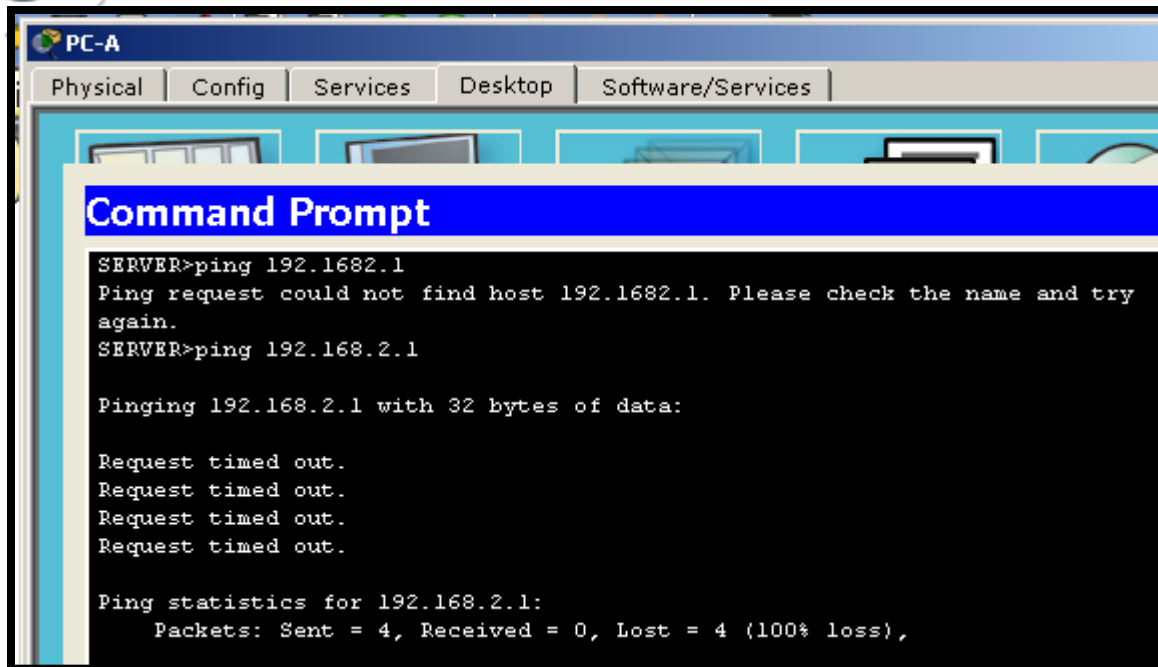 PC-A
Physical Config Services Desktop Software/Services
Command Prompt
SERVER>ping 192.1682.1
Ping request could not find host 192.1682.1. Please check the name and try
again.
SERVER>ping 192.168.2.1
Pinging 192.168.2.1 with 32 bytes of data:
Request timed out.
Request timed out.
Request timed out.
Request timed out.
Ping statistics for 192.168.2.1:
Packets: Sent = 4, Received = 0, Lost = 4 (100% loss),